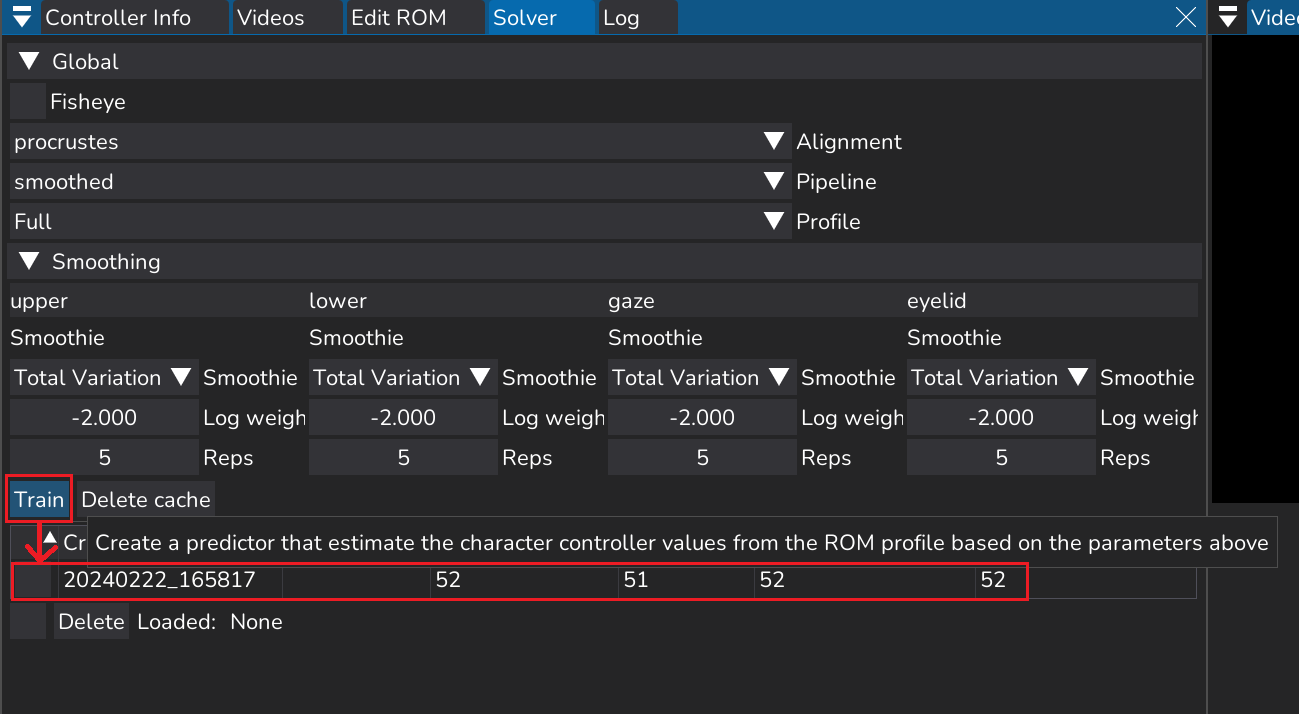 Controller Info Videos Edit ROM Solver Log Vide
Global
Fisheye
procrustes Alignment
smoothed Pipeline
Full Profile
Smoothing
upper lower gaze eyelid
Smoothie Smoothie Smoothie Smoothie
Total Variation Smoothie Total Variation Smoothie Total Variation Smoothie Total Variation Smoothie
-2.000 Log weigh -2.000 Log weigh -2.000 Log weigh -2.000 Log weigh
5 Reps 5 Reps 5 Reps 5 Reps
Train Delete cache
Cr Create a predictor that estimate the character controller values from the ROM profile based on the parameters above
20240222_165817 52 51 52 52
Delete Loaded: None